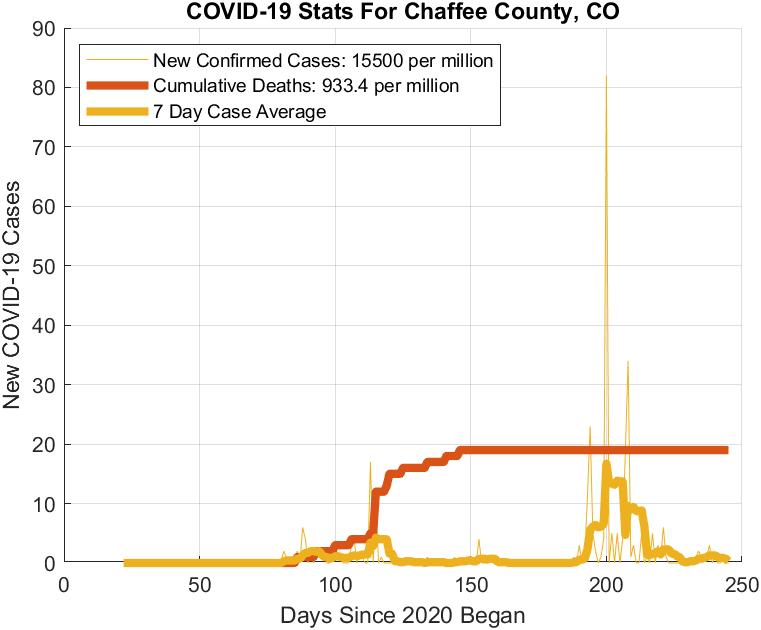 COVID-19 Stats For Chaffee County, CO
New Confirmed Cases: 15500 per million
Cumulative Deaths: 933.4 per million
7 Day Case Average
New COVID-19 Cases
90
80
70
60
50
40
30
20
10
0
0 50 100 150 200 250
Days Since 2020 Began